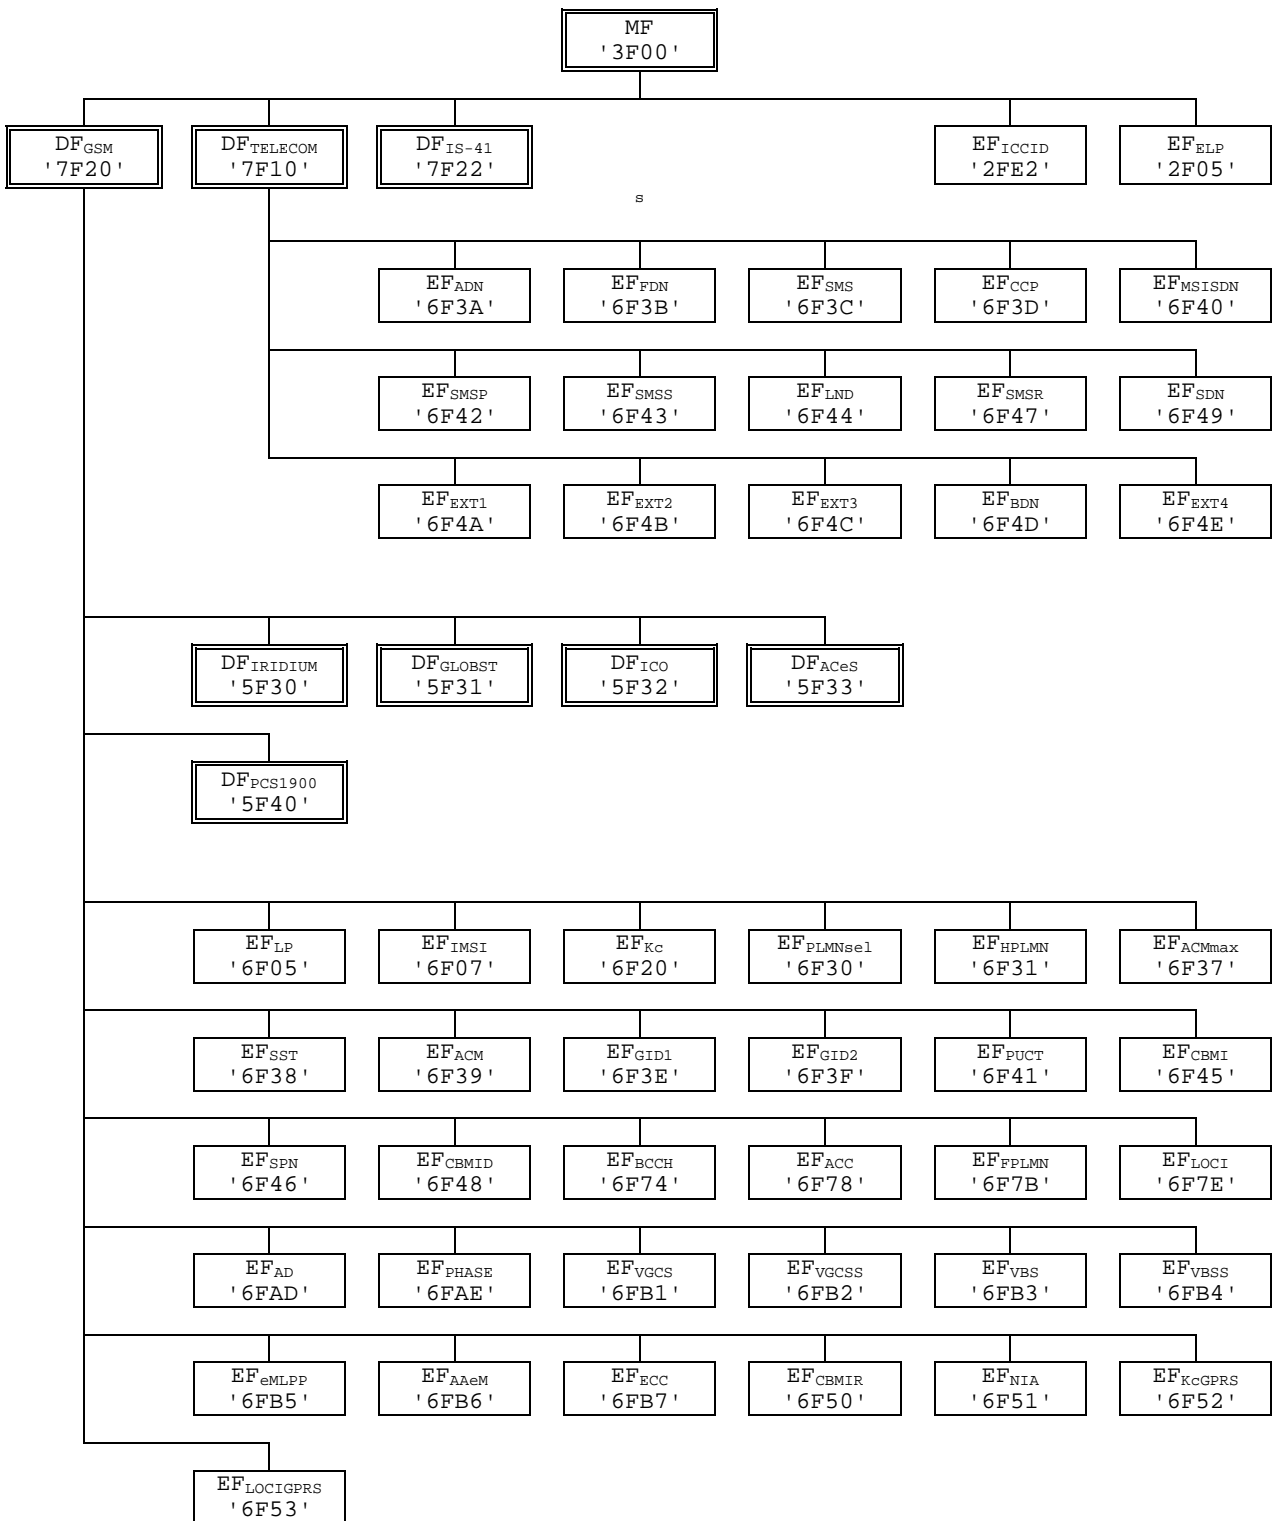 MF
'3F00'
DFGSM DFTELECOM DFIS-41 EFICCID EFELP
'7F20' '7F10' '7F22' '2FE2' '2F05'
s
EFADN EFFDN EFSMS EFCCP EFMSISDN
'6F3A' '6F3B' '6F3C' '6F3D' '6F40'
EFSMSP EFSMSS EFLND EFSMSR EFSDN
'6F42' '6F43' '6F44' '6F47' '6F49'
EFEXT1 EFEXT2 EFEXT3 EFBDN EFEXT4
'6F4A' '6F4B' '6F4C' '6F4D' '6F4E'
DFIRIDIUM DFGLOBST DFICO DFACeS
'5F30' '5F31' '5F32' '5F33'
DFPCS1900
'5F40'
EFLP EFIMSI EFKc EFPLMNsel EFHPLMN EFACMmax
'6F05' '6F07' '6F20' '6F30' '6F31' '6F37'
EFSST EFACM EFGID1 EFGID2 EFPUCT EFCBMI
'6F38' '6F39' '6F3E' '6F3F' '6F41' '6F45'
EFSPN EFCBMID EFBCCH EFACC EFFPLMN EFLOCI
'6F46' '6F48' '6F74' '6F78' '6F7B' '6F7E'
EFAD EFPHASE EFVGCS EFVGCSS EFVBS EFVBSS
'6FAD' '6FAE' '6FB1' '6FB2' '6FB3' '6FB4'
EFeMLPP EFAAeM EFECC EFCBMIR EFNIA EFKcGPRS
'6FB5' '6FB6' '6FB7' '6F50' '6F51' '6F52'
EFLOCIGPRS
'6F53'